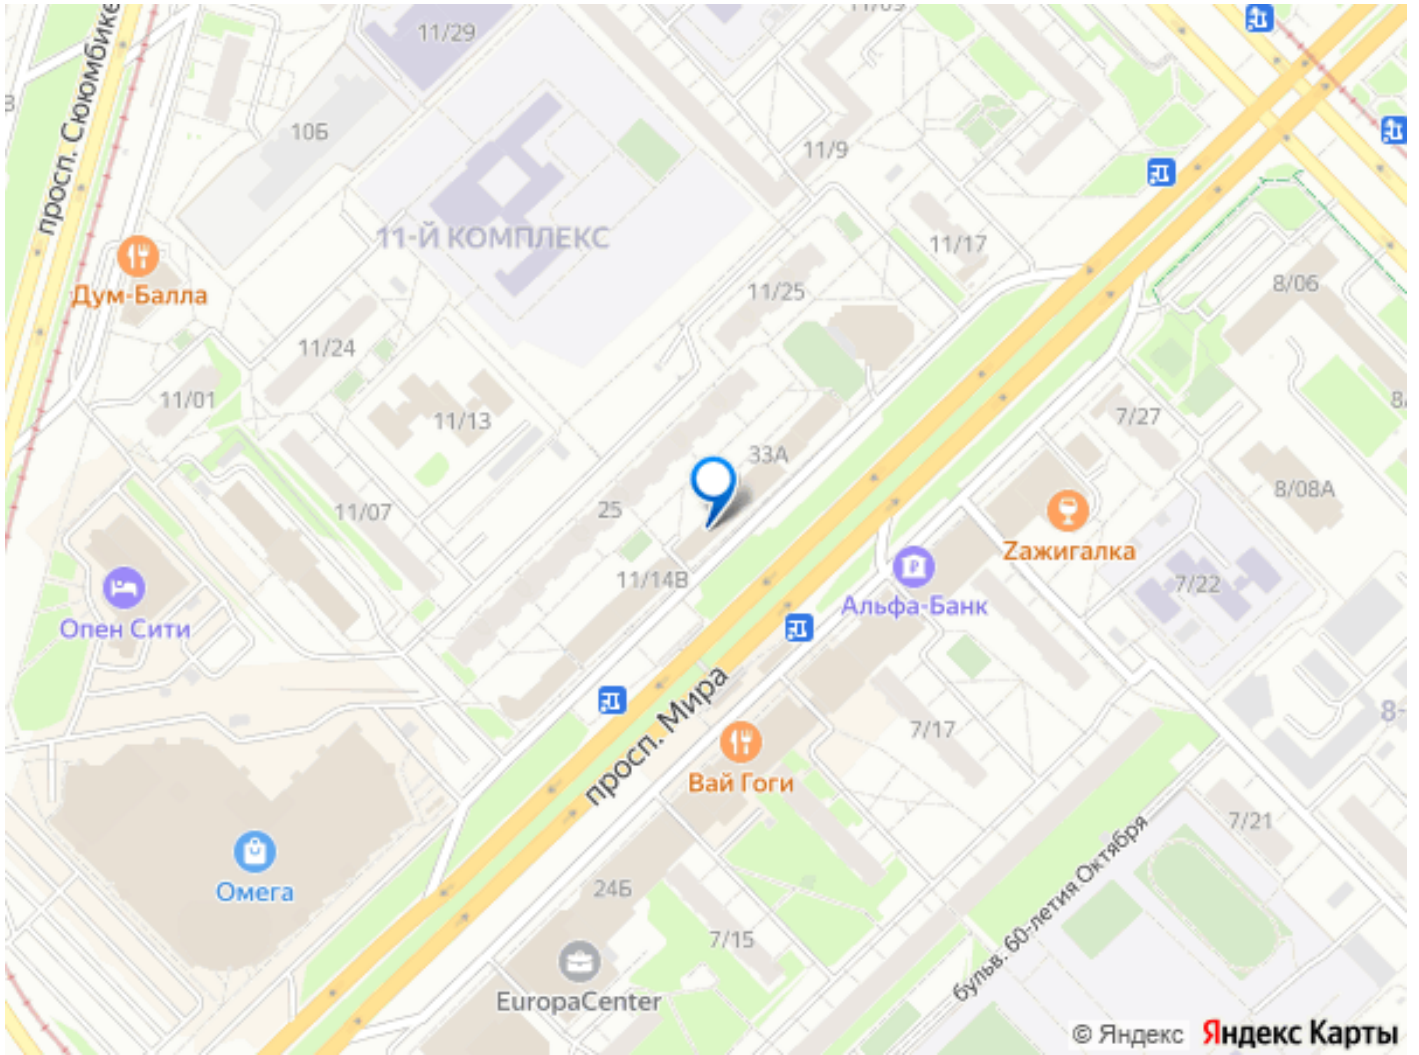 11/29
просп. Сююмбике
10Б
11/9
11-Й КОМПЛЕКС
11/17
Дум-Балла
11/25
8/06
11/24
11/01
11/13
7/27
33А
8/08А
25
11/07
Zажигалка
11/14В
7/22
Альфа-Банк
Опен Сити
просп. Мира
7/17
Вай Гоги
7/21
Омега
24Б
бульв. 60-летия Октября
7/15
EuropaCenter
© Яндекс Яндекс Карты